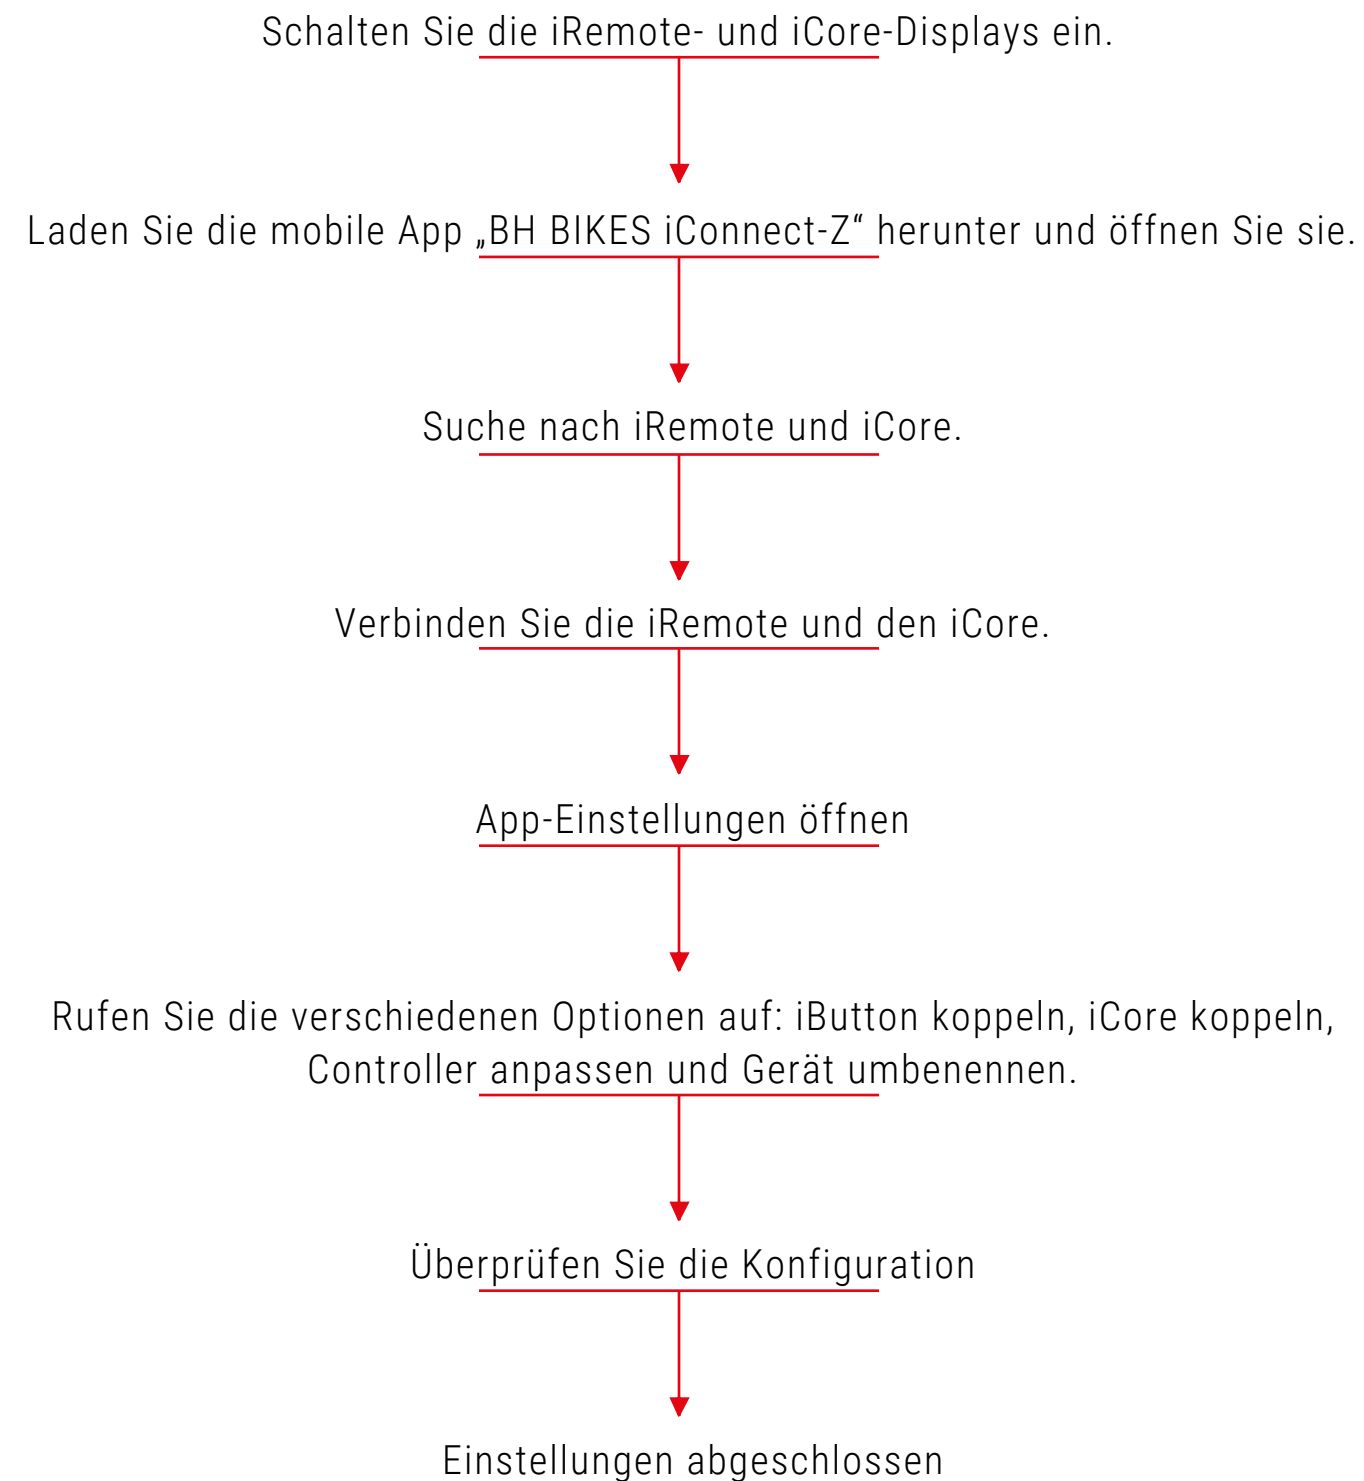 Schalten Sie die iRemote- und iCore-Displays ein.
Laden Sie die mobile App „BH BIKES iConnect-Z“ herunter und öffnen Sie sie.
Suche nach iRemote und iCore.
Verbinden Sie die iRemote und den iCore.
App-Einstellungen öffnen
Rufen Sie die verschiedenen Optionen auf: iButton koppeln, iCore koppeln,
Controller anpassen und Gerät umbenennen.
Überprüfen Sie die Konfiguration
Einstellungen abgeschlossen